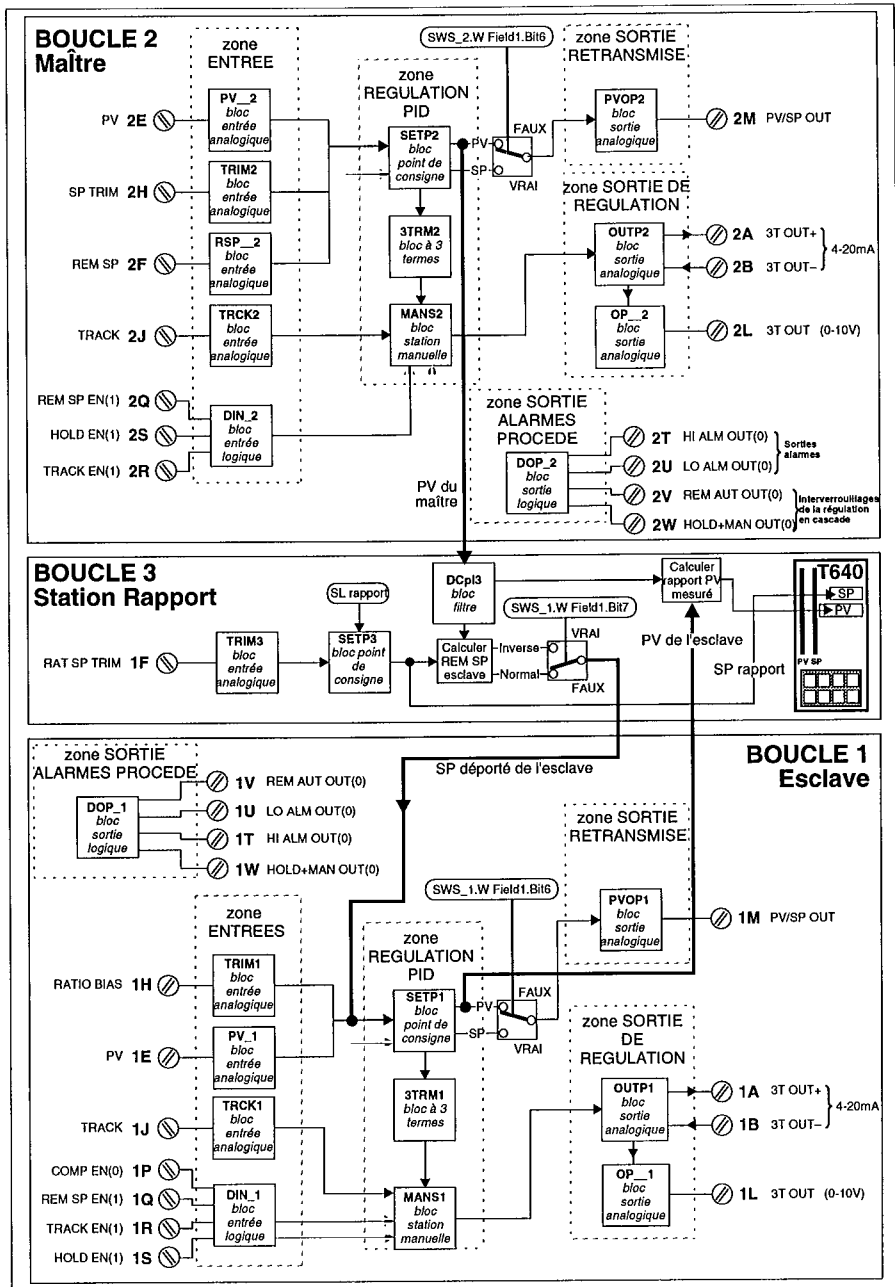 BOUCLE 2
Maître
zone
ENTREE
PV 2E
PV__2
bloc
entrée
analogique
SP TRIM 2H
TRIM2
bloc
entrée
analogique
REM SP 2F
RSP__2
bloc
entrée
analogique
TRACK 2J
TRCK2
bloc
entrée
analogique
REM SP EN(1) 2Q
HOLD EN(1) 2S
TRACK EN(1) 2R
DIN_2
bloc
entrée
logique
zone
REGULATION
PID
SETP2
bloc
point de
consigne
3TRM2
bloc à 3
termes
MANS2
bloc
station
manuelle
SWS_2.W Field1.Bit6
PV
SP
FAUX
VRAI
zone SORTIE
RETRANSMISE
PVOP2
bloc
sortie
analogique
2M PV/SP OUT
zone SORTIE DE
REGULATION
OUTP2
bloc
sortie
analogique
2A 3T OUT+
2B 3T OUT–
4-20mA
OP__2
bloc
sortie
analogique
2L 3T OUT (0-10V)
zone SORTIE
ALARMES
PROCEDE
DOP_2
bloc
sortie
logique
2T HI ALM OUT(0)
2U LO ALM OUT(0)
Sorties
alarmes
2V REM AUT OUT(0)
2W HOLD+MAN OUT(0)
Interverrouillages
de la régulation
en cascade
PV du
maître
BOUCLE 3
Station Rapport
RAT SP TRIM 1F
TRIM3
bloc
entrée
analogique
SL rapport
SETP3
bloc point
de
consigne
DCpl3
bloc
filtre
Calculer
REM SP
esclave
Inverse
Normal
SWS_1.W Field1.Bit7
VRAI
FAUX
Calculer
rapport PV
mesuré
PV de l'esclave
SP rapport
T640
SP
PV
PV SP
BOUCLE 1
Esclave
zone SORTIE
ALARMES PROCEDE
DOP_1
bloc
sortie
logique
1V REM AUT OUT(0)
1U LO ALM OUT(0)
1T HI ALM OUT(0)
1W HOLD+MAN OUT(0)
SP déporté de l'esclave
zone
ENTREES
RATIO BIAS 1H
TRIM1
bloc
entrée
analogique
PV 1E
PV_1
bloc
entrée
analogique
TRACK 1J
TRCK1
bloc
entrée
analogique
COMP EN(0) 1P
REM SP EN(1) 1Q
TRACK EN(1) 1R
HOLD EN(1) 1S
DIN_1
bloc
entrée
logique
zone
REGULATION
PID
SETP1
bloc
point de
consigne
3TRM1
bloc à 3
termes
MANS1
bloc
station
manuelle
SWS_1.W Field1.Bit6
PV
SP
FAUX
VRAI
zone SORTIE
RETRANSMISE
PVOP1
bloc
sortie
analogique
1M PV/SP OUT
zone SORTIE
DE
REGULATION
OUTP1
bloc
sortie
analogique
1A 3T OUT+
1B 3T OUT–
4-20mA
OP__1
bloc
sortie
analogique
1L 3T OUT (0-10V)